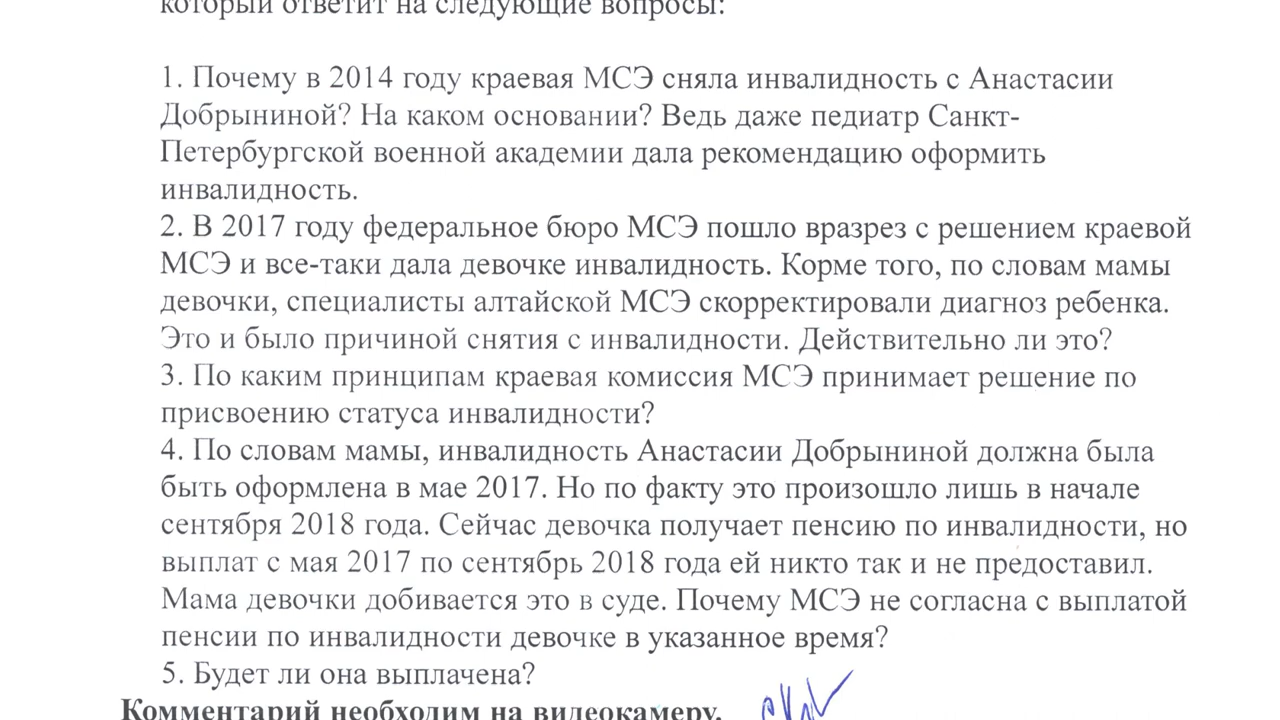 который ответит на следующие вопросы:
1. Почему в 2014 году краевая МСЭ сняла инвалидность с Анастасии
Добрыниной? На каком основании? Ведь даже педиатр Санкт-
Петербургской военной академии дала рекомендацию оформить
инвалидность.
2. В 2017 году федеральное бюро МСЭ пошло вразрез с решением краевой
МСЭ и все-таки дала девочке инвалидность. Корме того, по словам мамы
девочки, специалисты алтайской МСЭ скорректировали диагноз ребенка.
Это и было причиной снятия с инвалидности. Действительно ли это?
3. По каким принципам краевая комиссия МСЭ принимает решение по
присвоению статуса инвалидности?
4. По словам мамы, инвалидность Анастасии Добрыниной должна была
быть оформлена в мае 2017. Но по факту это произошло лишь в начале
сентября 2018 года. Сейчас девочка получает пенсию по инвалидности, но
выплат с мая 2017 по сентябрь 2018 года ей никто так и не предоставил.
Мама девочки добивается это в суде. Почему МСЭ не согласна с выплатой
пенсии по инвалидности девочке в указанное время?
5. Будет ли она выплачена?
Комментарий необходим на видеокамеру.